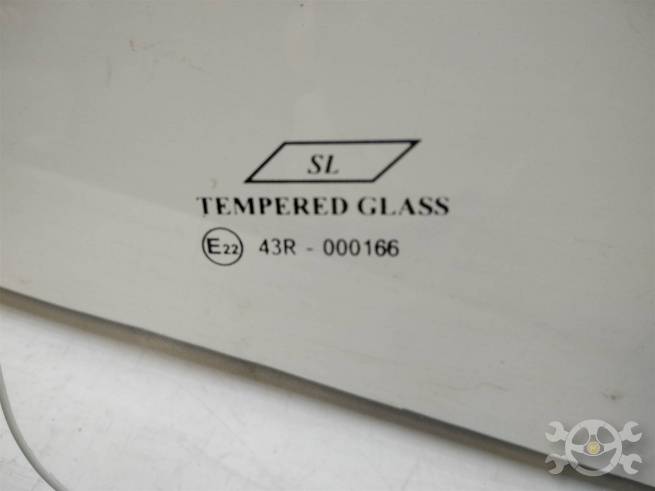 SL
TEMPERED GLASS
E22 43R - 000166